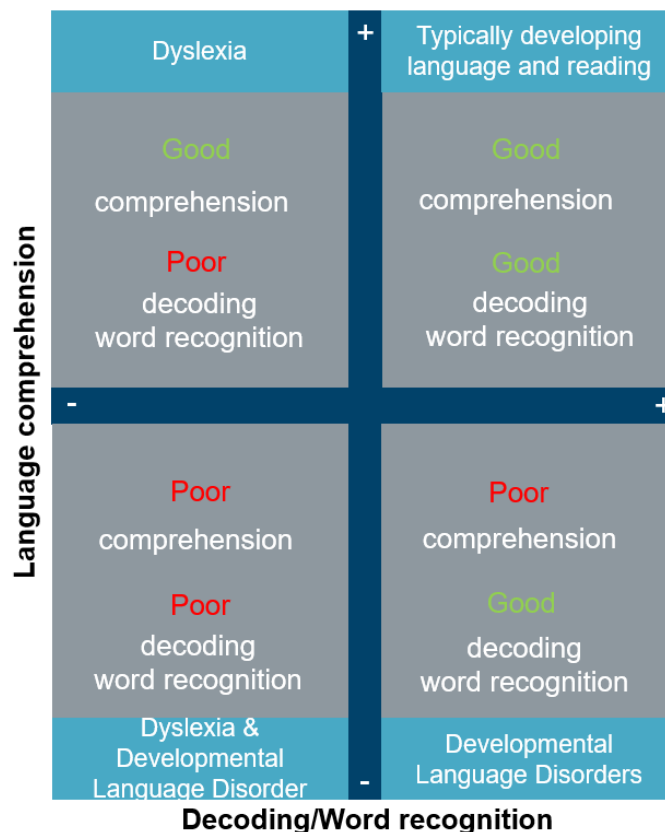 Dyslexia
+
Typically developing
language and reading
Good
comprehension
Poor
decoding
word recognition
Good
comprehension
Good
decoding
word recognition
Language comprehension
-
+
Poor
comprehension
Poor
decoding
word recognition
Poor
comprehension
Good
decoding
word recognition
Dyslexia &
Developmental
Language Disorder
-
Developmental
Language Disorders
Decoding/Word recognition